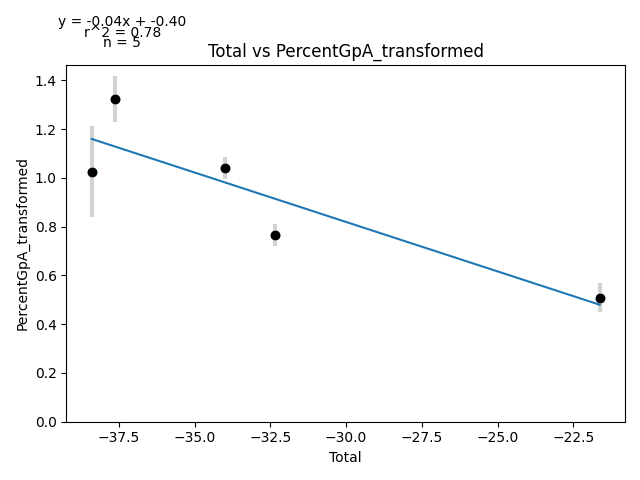 y = -0.04x + -0.40
r^2 = 0.78
n = 5
Total vs PercentGpA_transformed
PercentGpA_transformed
1.4
1.2
1.0
0.8
0.6
0.4
0.2
0.0
−37.5 −35.0 −32.5 −30.0 −27.5 −25.0 −22.5
Total